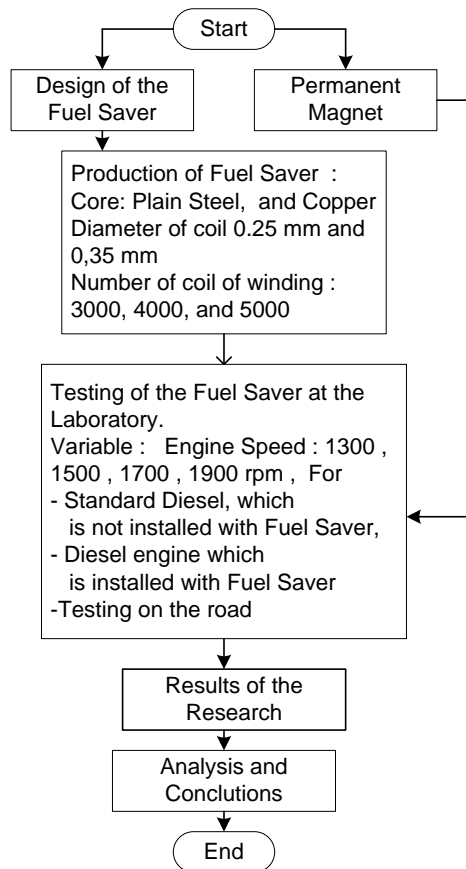 Start
Design of the
Fuel Saver
Permanent
Magnet
Production of Fuel Saver :
Core: Plain Steel, and Copper
Diameter of coil 0.25 mm and
0,35 mm
Number of coil of winding :
3000, 4000, and 5000
Testing of the Fuel Saver at the
Laboratory.
Variable : Engine Speed : 1300 ,
1500 , 1700 , 1900 rpm , For
- Standard Diesel, which
is not installed with Fuel Saver,
- Diesel engine which
is installed with Fuel Saver
-Testing on the road
Results of the
Research
Analysis and
Conclutions
End